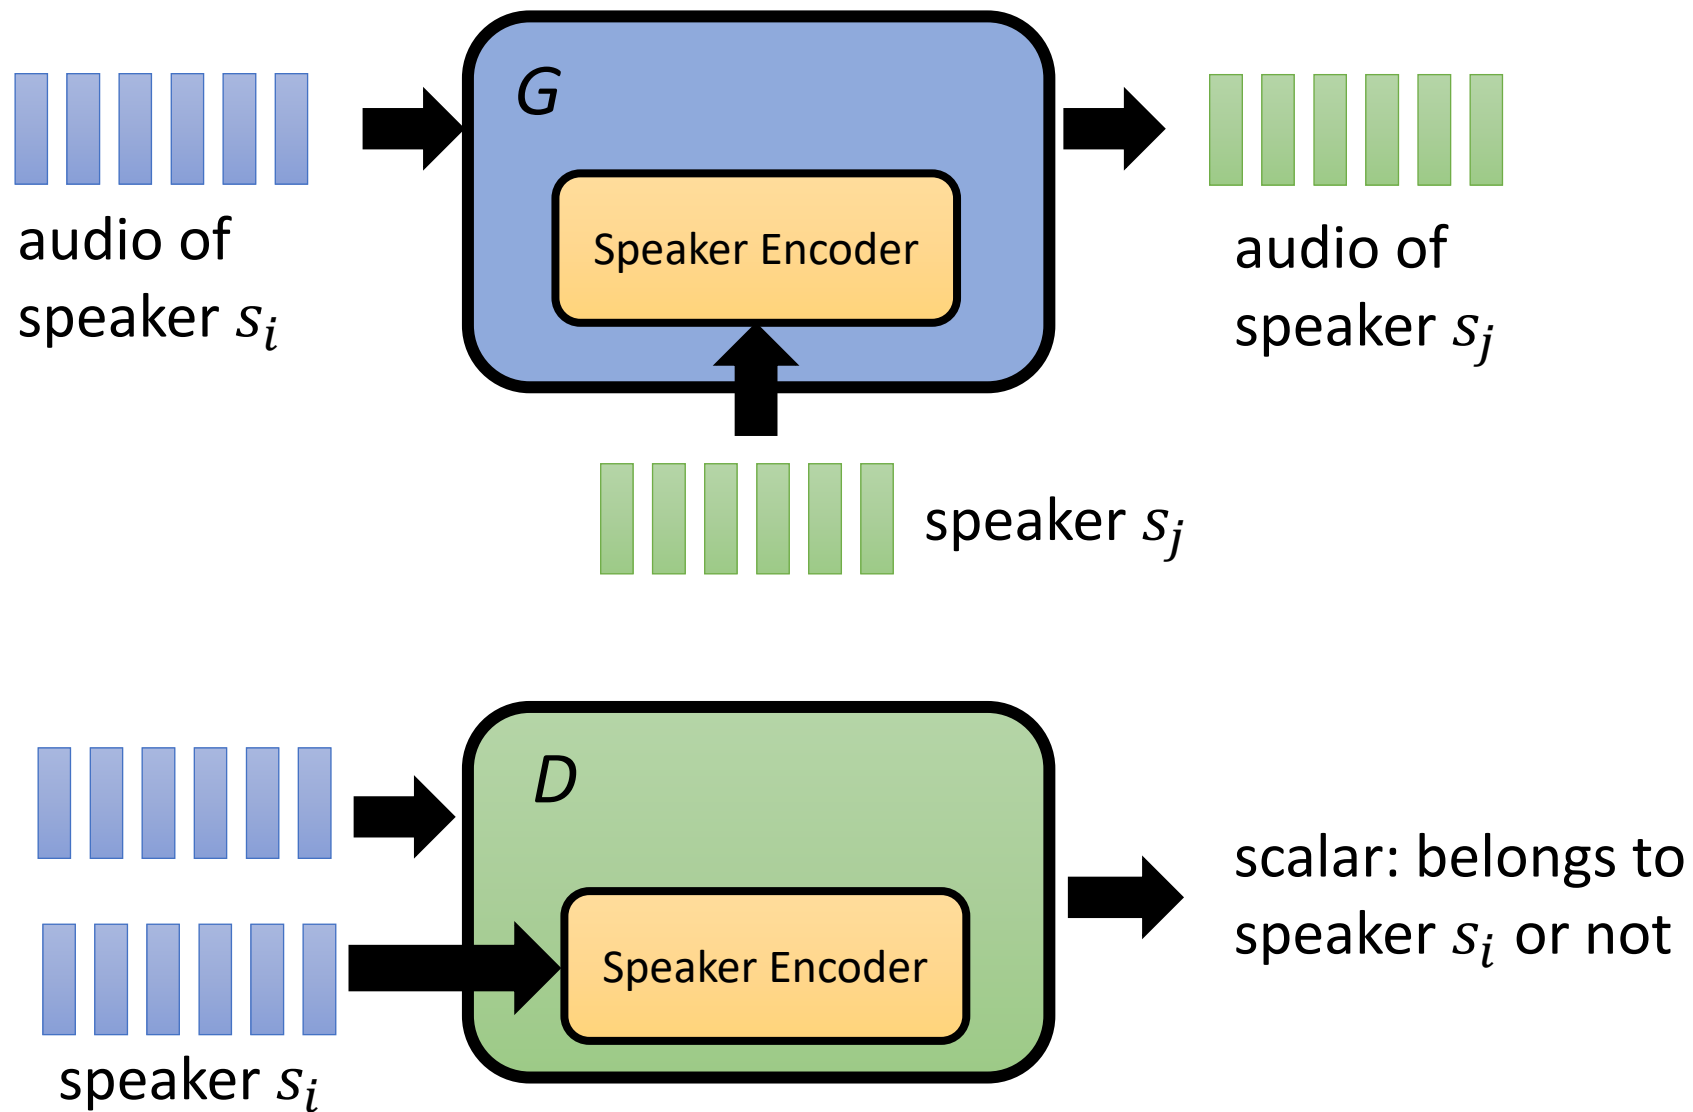 G
audio of
speaker s_i
Speaker Encoder
audio of
speaker s_j
speaker s_j
D
Speaker Encoder
scalar: belongs to
speaker s_i or not
speaker s_i